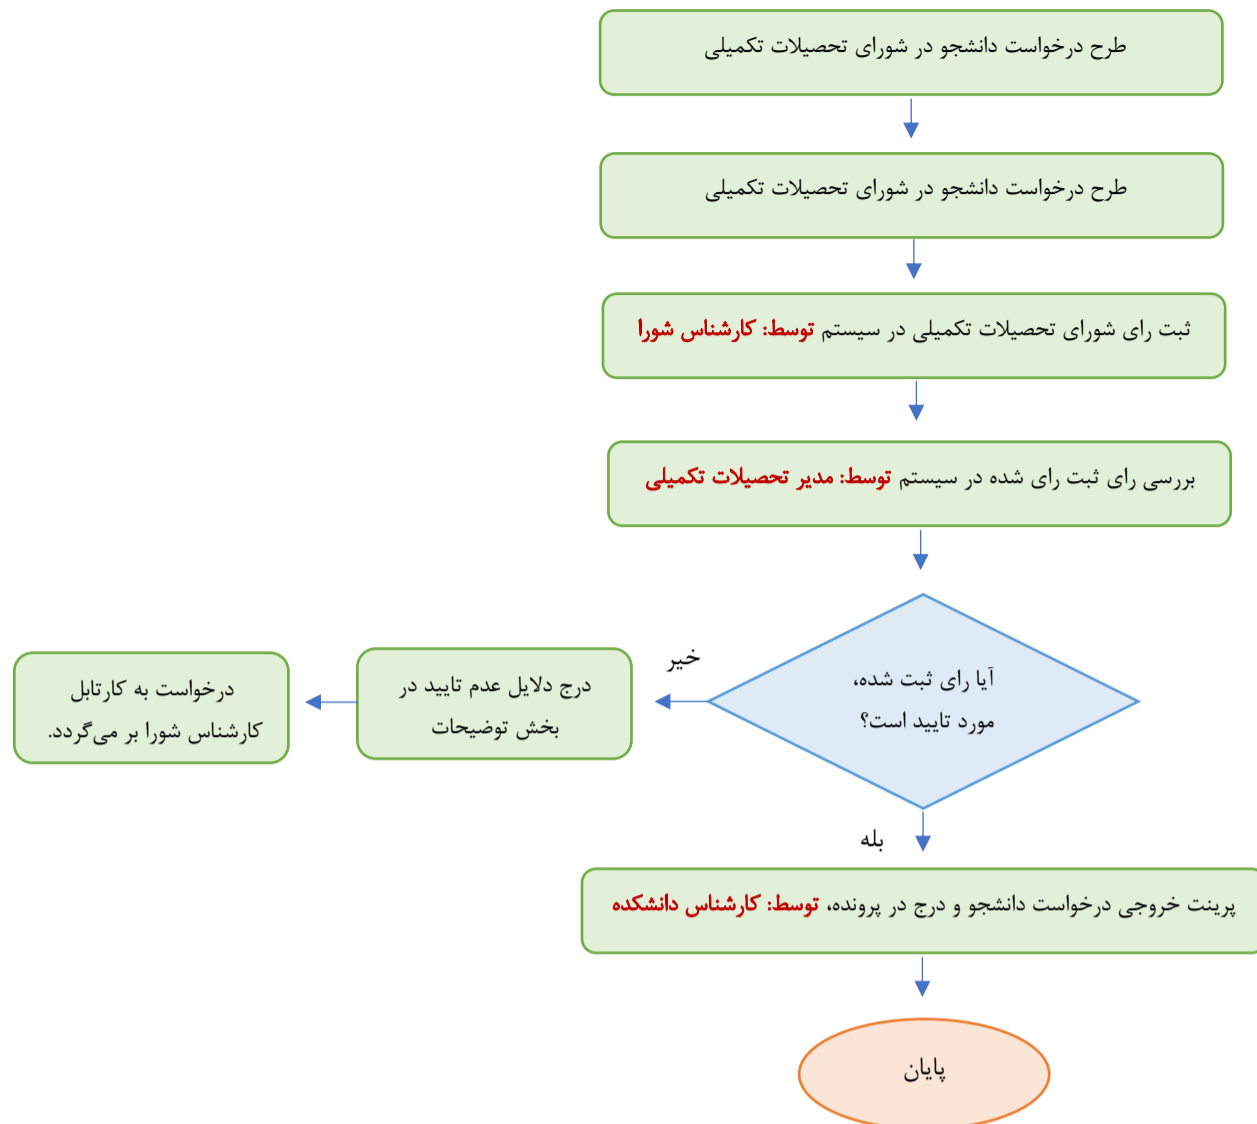 طرح درخواست دانشجو در شورای تحصیلات تکمیلی
طرح درخواست دانشجو در شورای تحصیلات تکمیلی
ثبت رای شورای تحصیلات تکمیلی در سیستم توسط: کارشناس شورا
بررسی رای ثبت رای شده در سیستم توسط: مدیر تحصیلات تکمیلی
آیا رای ثبت شده،
مورد تایید است؟
خیر
درج دلایل عدم تایید در
بخش توضیحات
درخواست به کارتابل
کارشناس شورا بر می‌گردد.
بله
پرینت خروجی درخواست دانشجو و درج در پرونده، توسط: کارشناس دانشکده
پایان